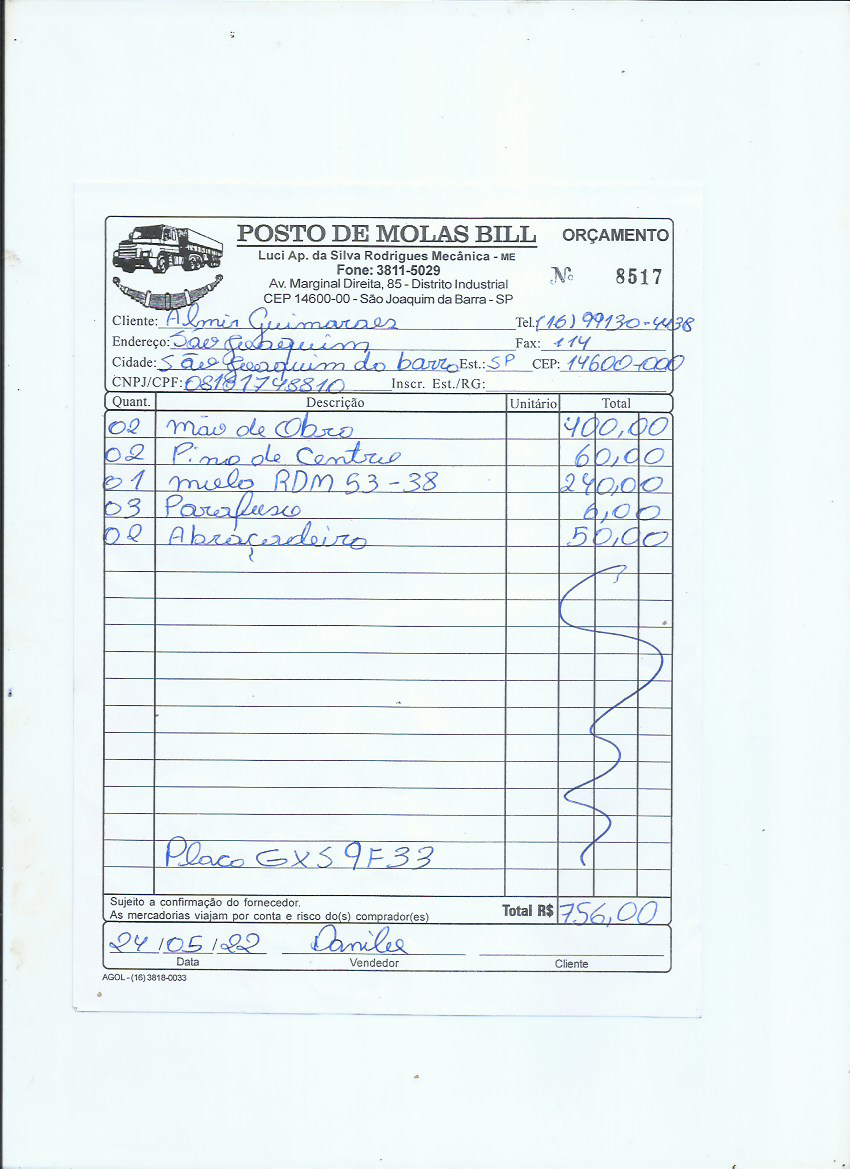 POSTO DE MOLAS BILL ORÇAMENTO
Luci Ap. da Silva Rodrigues Mecânica - ME
Fone: 3811-5029
Nº 8517
Av. Marginal Direita, 85 - Distrito Industrial
CEP 14600-00 - São Joaquim da Barra - SP
Cliente: Almir Guimaraes Tel. (16) 99130-4438
Endereço: São Joaquim Fax: 114
Cidade: São Joaquim da barra Est.: SP CEP: 14600-000
CNPJ/CPF: 08181748810 Inscr. Est./RG:
Quant. Descrição Unitário Total
02 mão de Obra 400,00
02 Pino de Centro 60,00
01 molo RDM 53-38 240,00
03 Parafuso 6,00
02 Abraçadeira 50,00
Placa GXS9F33
Sujeito a confirmação do fornecedor.
As mercadorias viajam por conta e risco do(s) comprador(es)
Total R$ 756,00
24/05/22 Danilo
Data Vendedor Cliente
AGOL - (16) 3818-0033